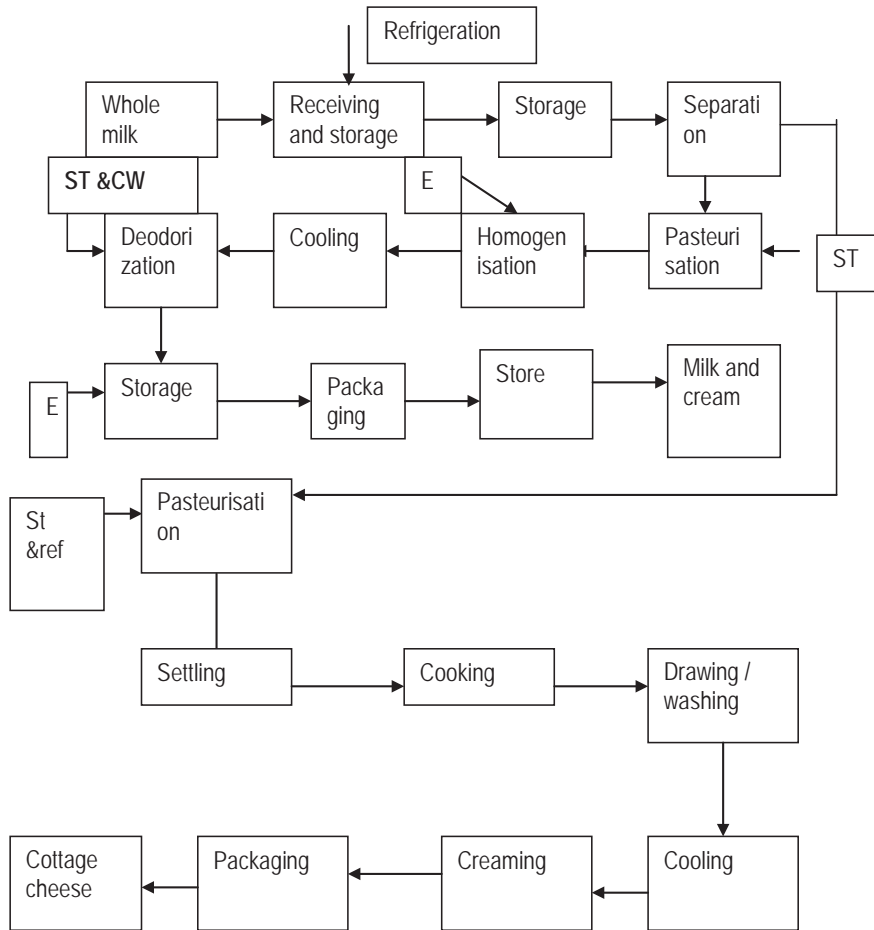 Refrigeration
Whole
milk
Receiving
and storage
Storage
Separati
on
ST &CW
E
Deodori
zation
Cooling
Homogen
isation
Pasteuri
sation
ST
E
Storage
Packa
ging
Store
Milk and
cream
St
&ref
Pasteurisati
on
Settling
Cooking
Drawing /
washing
Cottage
cheese
Packaging
Creaming
Cooling